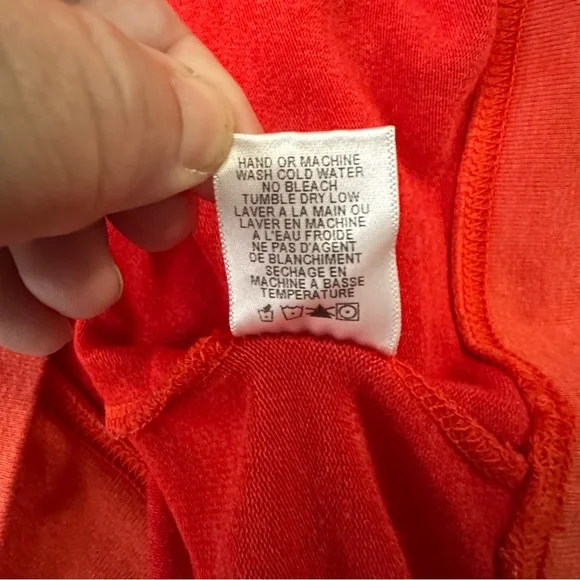 HAND OR MACHINE
WASH COLD WATER
NO BLEACH
TUMBLE DRY LOW
LAVER A LA MAIN OU
LAVER EN MACHINE
A L'EAU FROIDE
NE PAS D'AGENT
DE BLANCHIMENT
SECHAGE EN
MACHINE A BASSE
TEMPERATURE